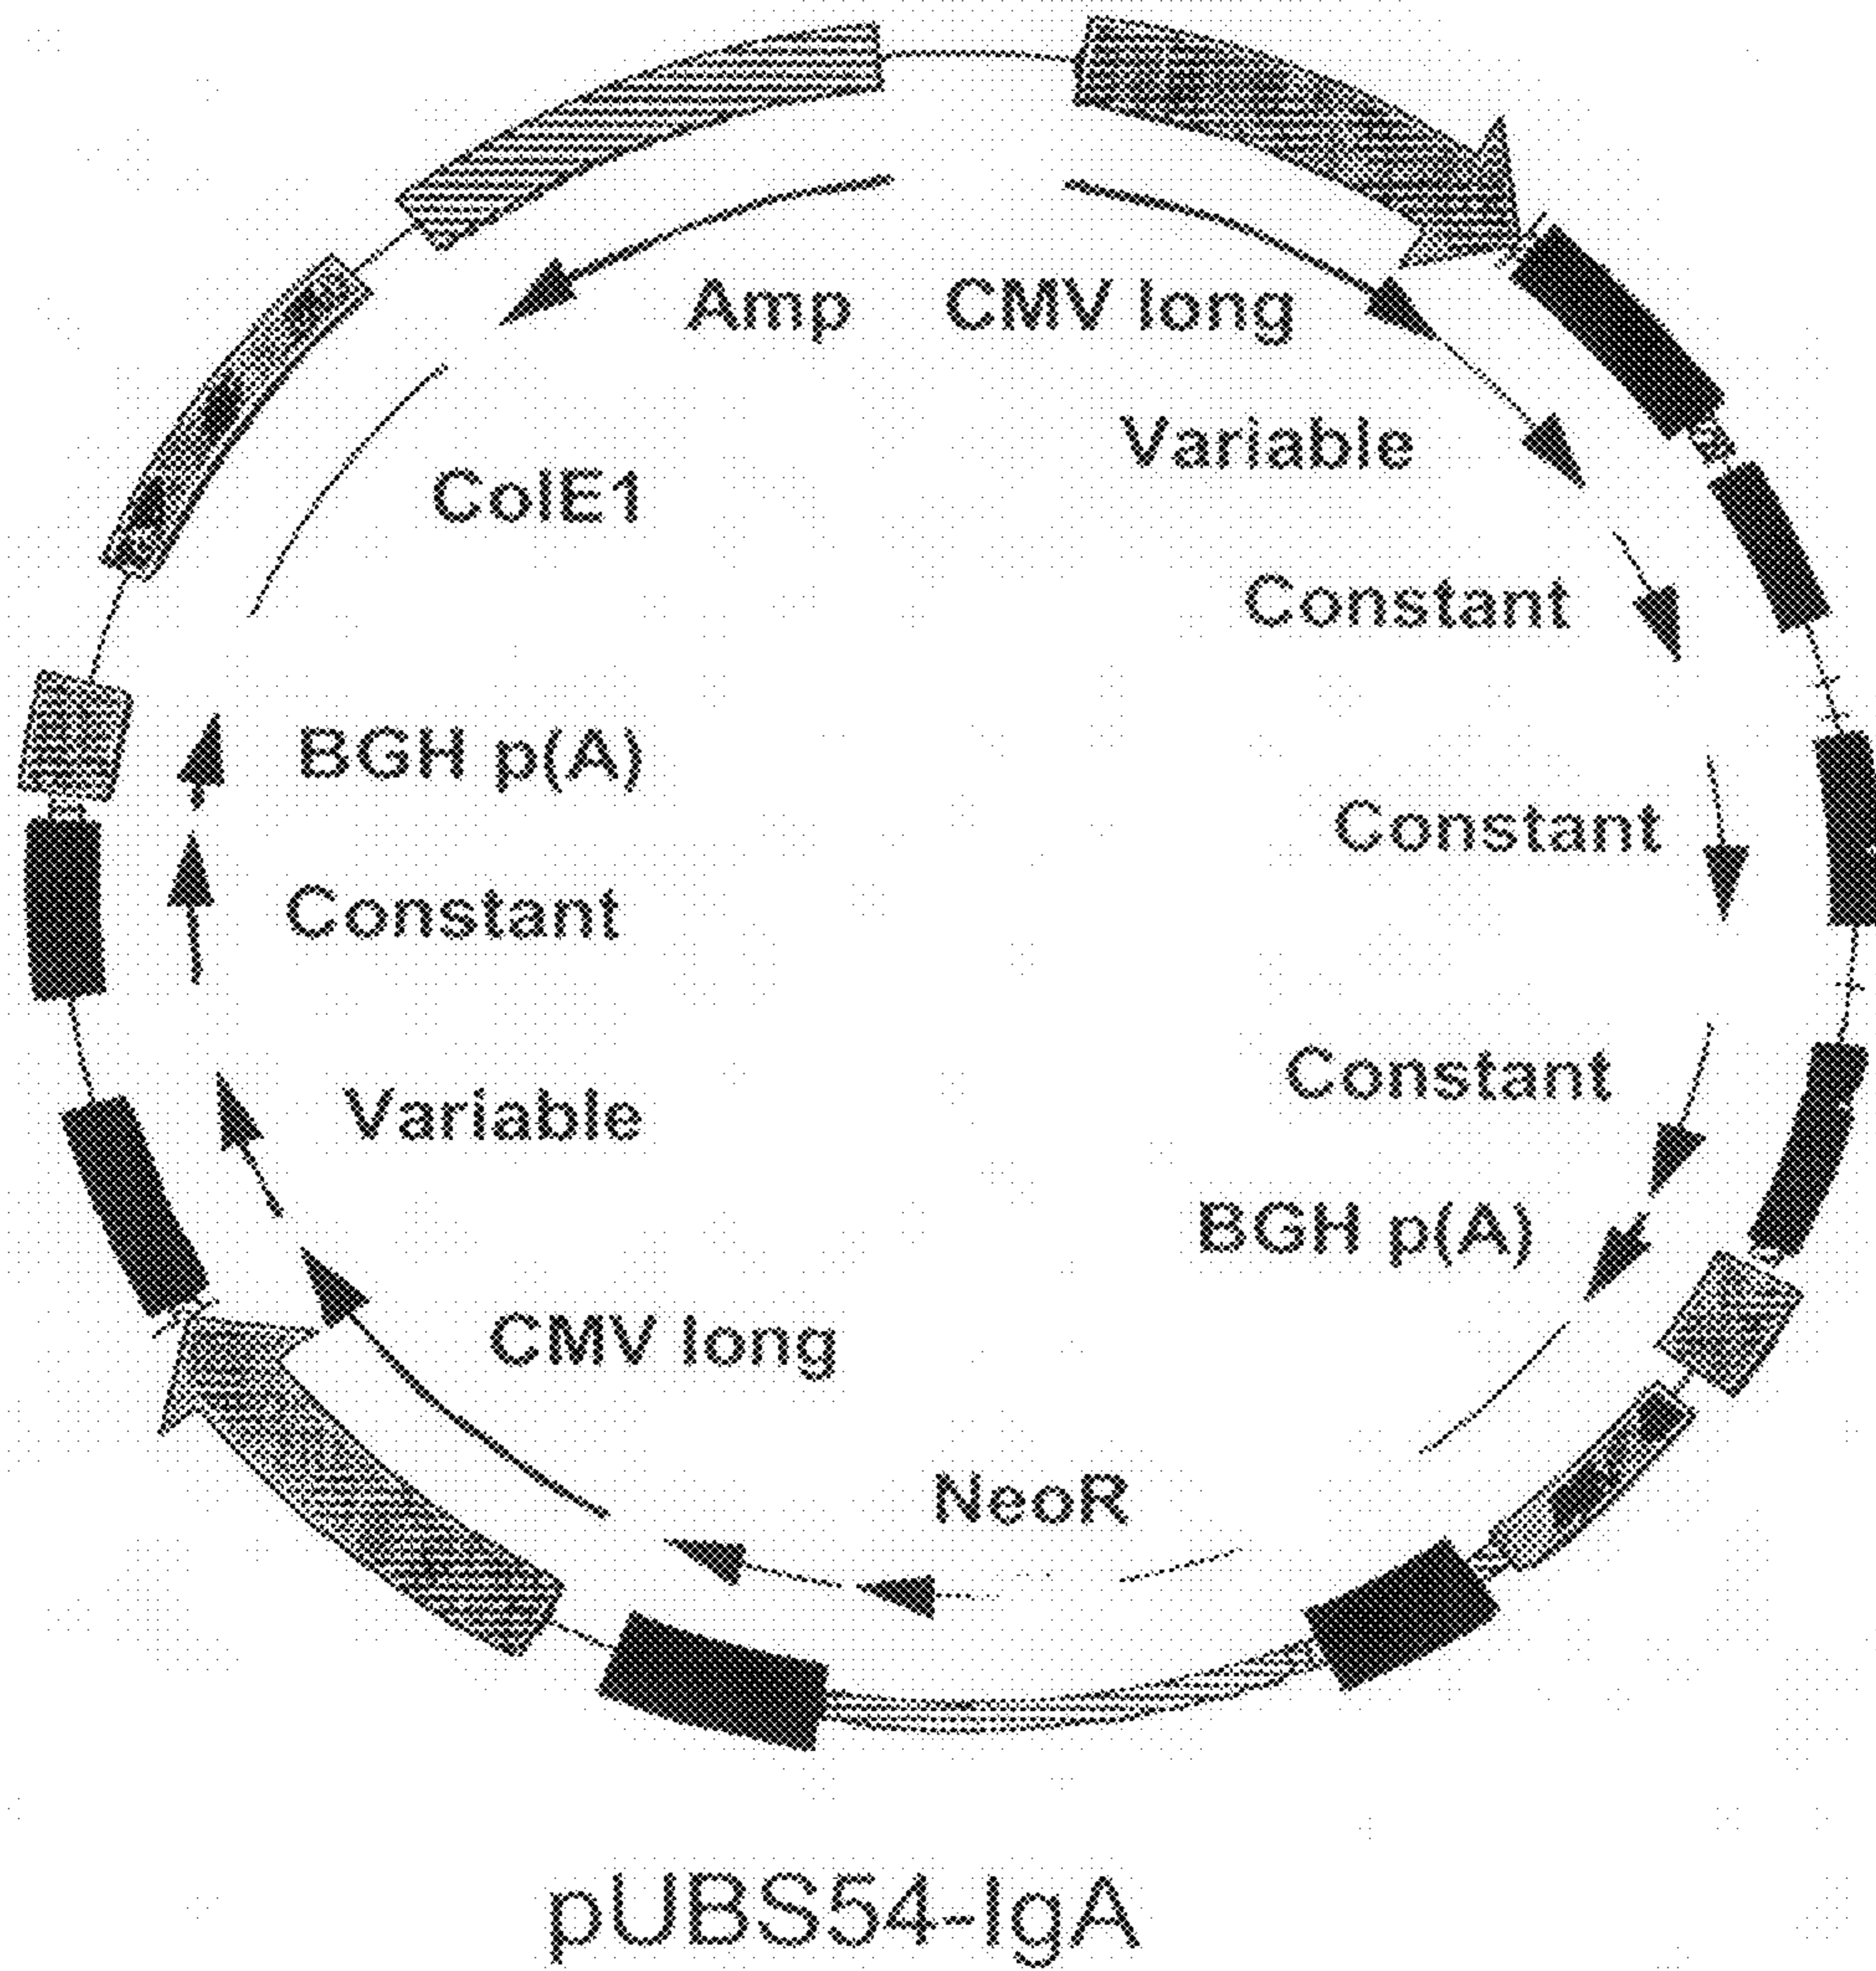 Amp CMV long
Variable
ColE1
Constant
BGH p(A)
Constant
Constant
Constant
Variable
BGH p(A)
CMV long
NeoR
pUBS54-IgA